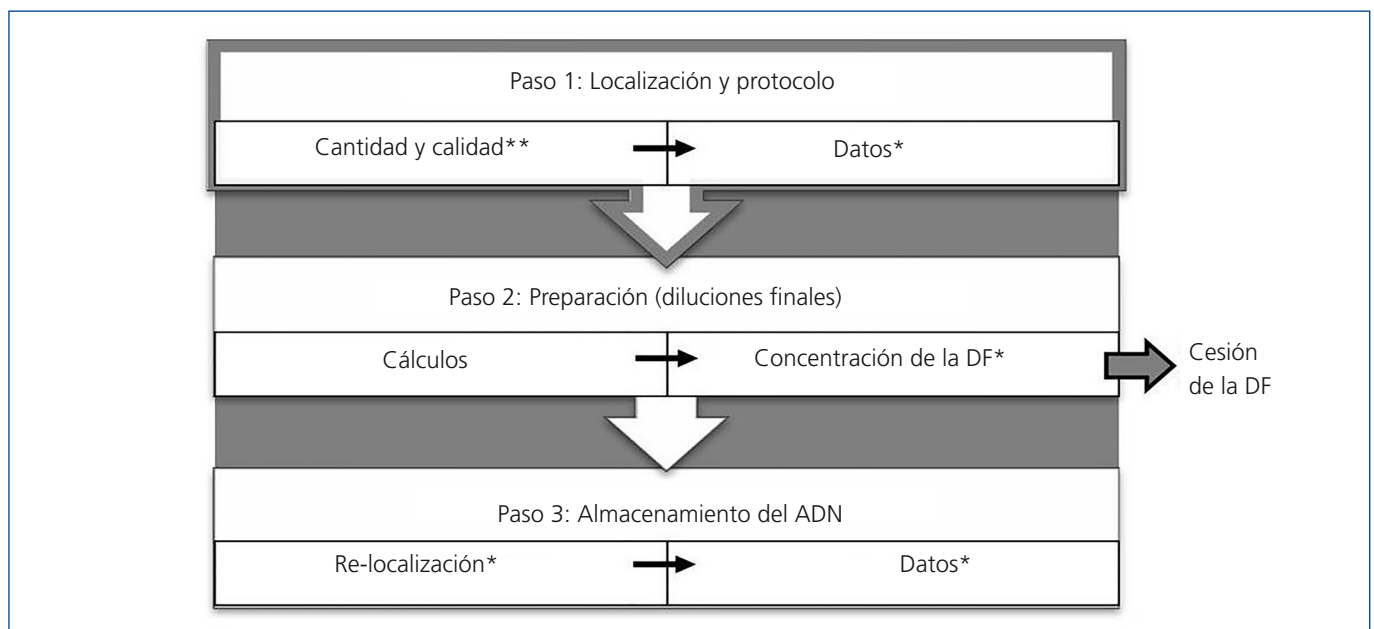 Paso 1: Localización y protocolo
Cantidad y calidad**
Datos*
Paso 2: Preparación (diluciones finales)
Cálculos
Concentración de la DF*
Cesión
de la DF
Paso 3: Almacenamiento del ADN
Re-localización*
Datos*